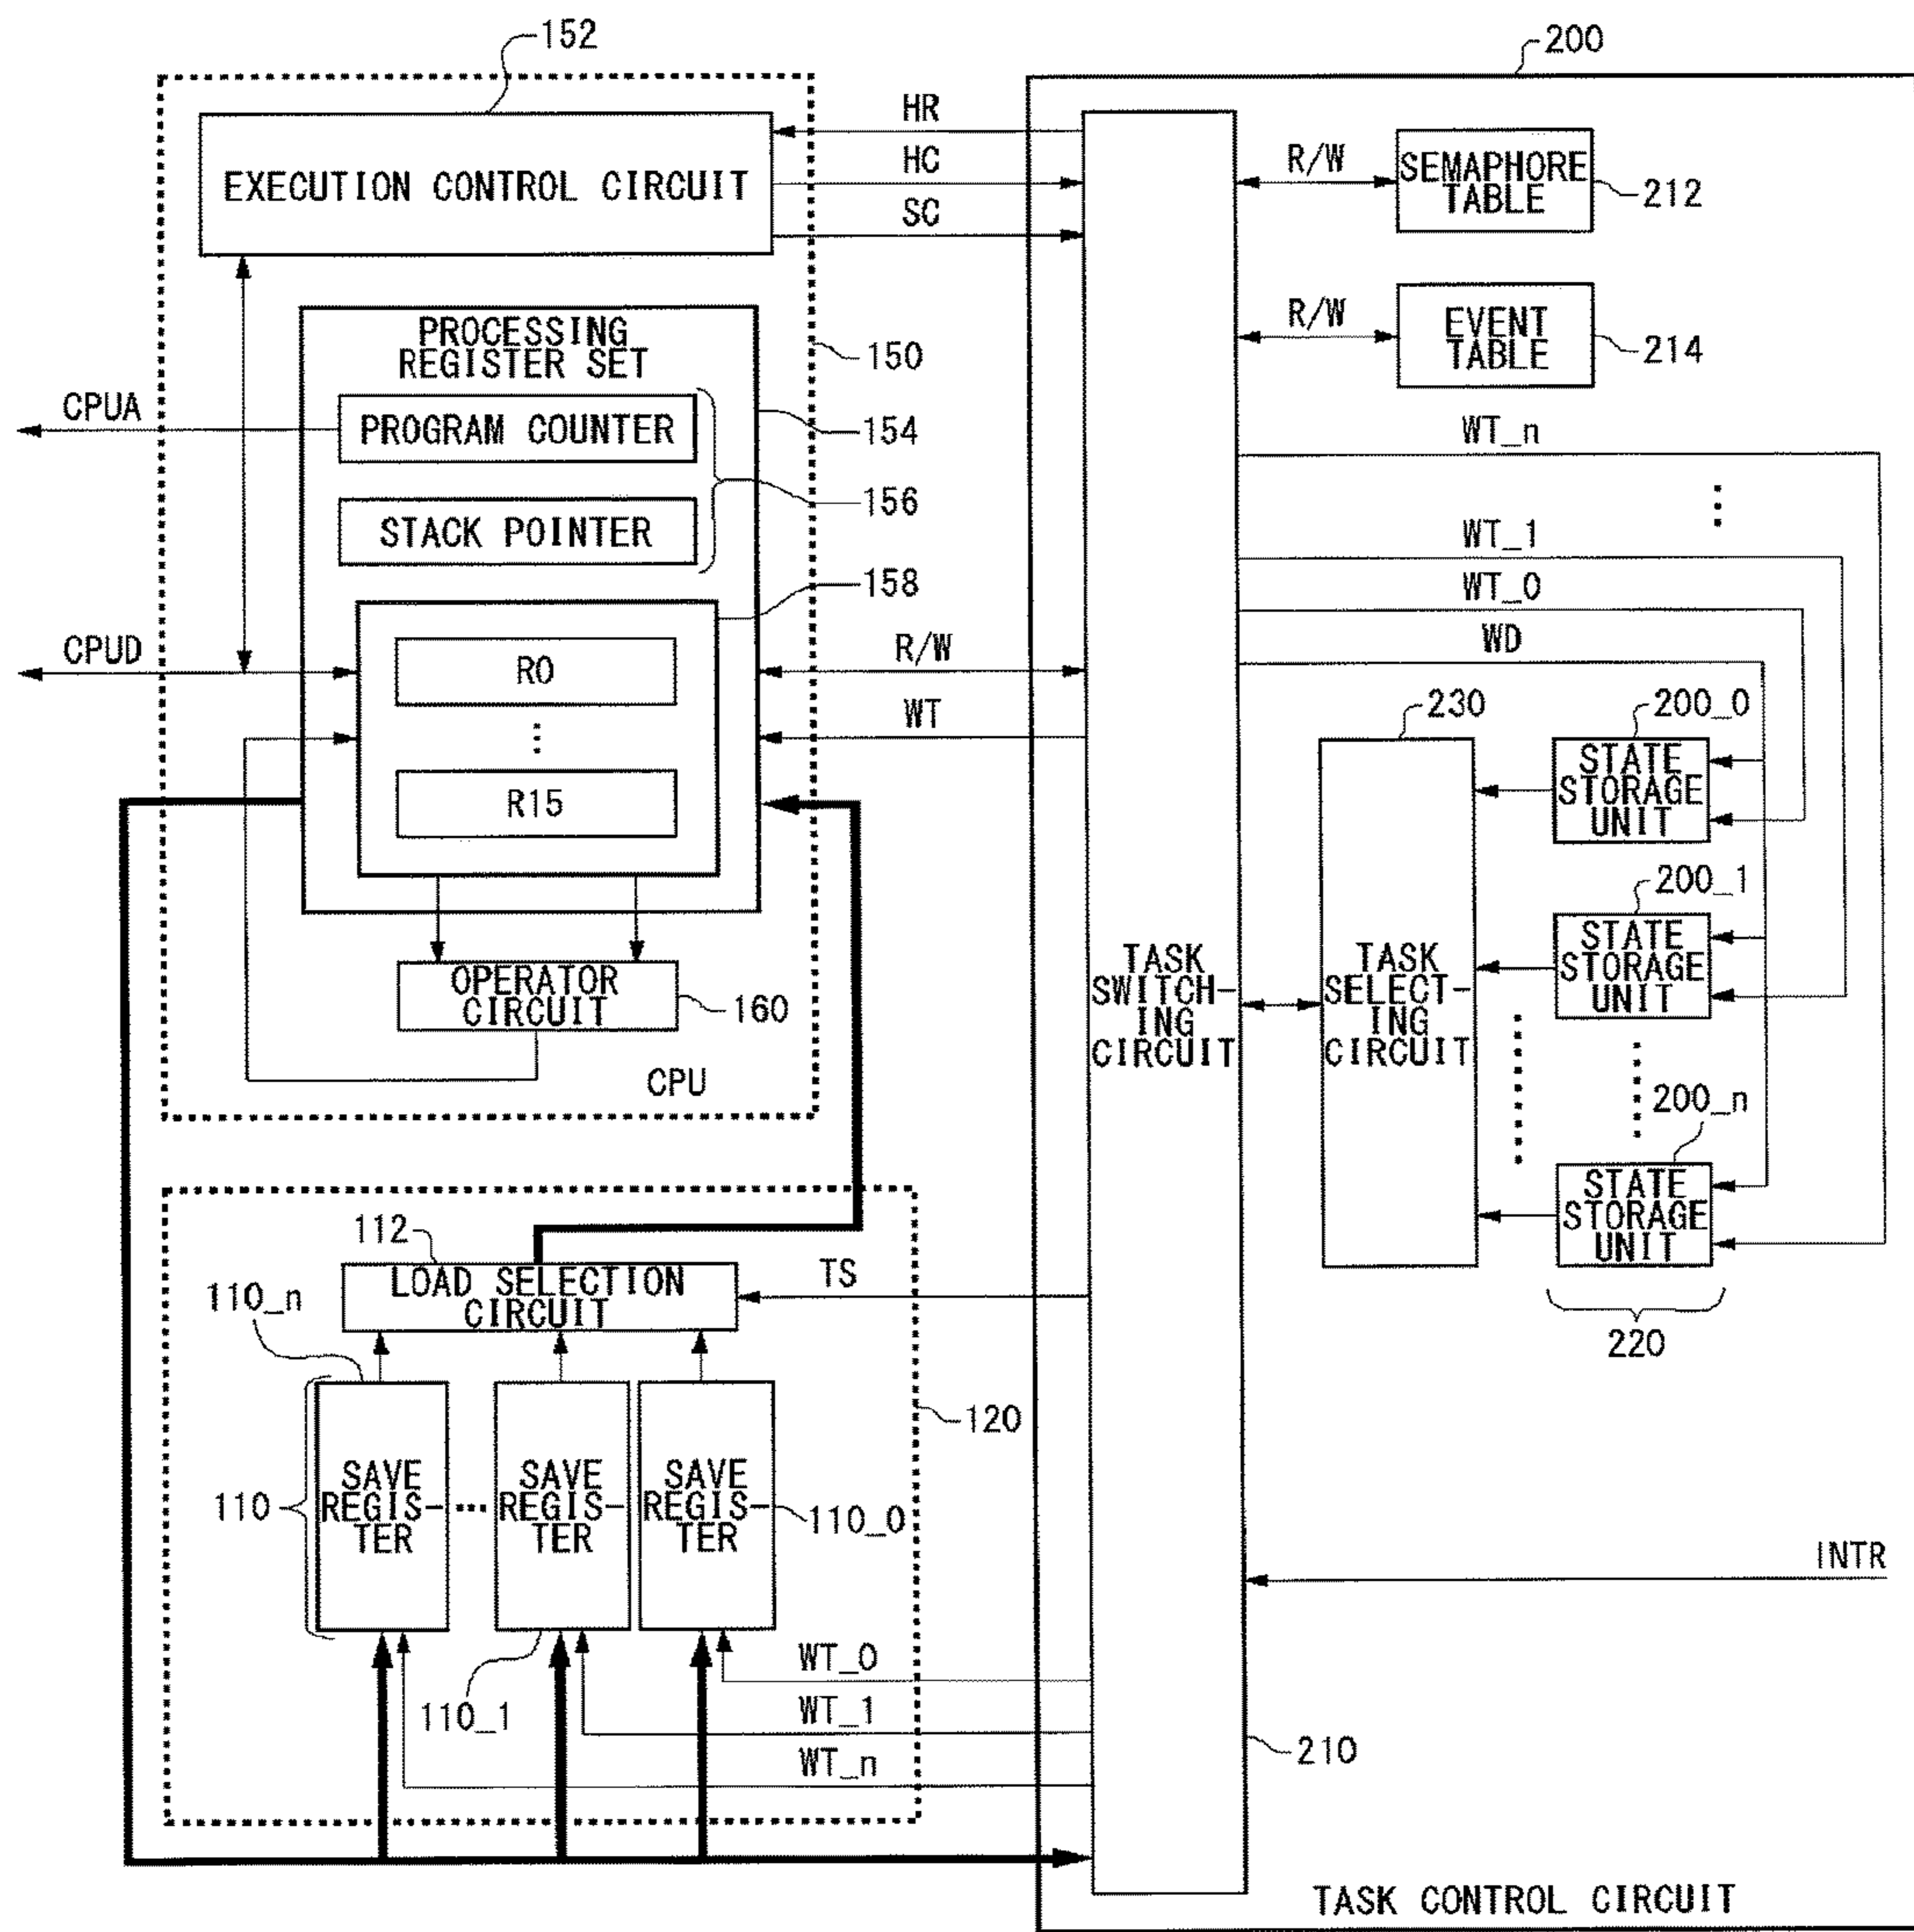 152
200
HR
EXECUTION CONTROL CIRCUIT
HC
SC
R/W
SEMAPHORE
TABLE
212
PROCESSING
REGISTER SET
150
R/W
EVENT
TABLE
214
CPUA
PROGRAM COUNTER
154
WT_n
156
STACK POINTER
WT_1
158
WT_0
CPUD
R0
R/W
WD
WT
230
200_0
STATE
STORAGE
UNIT
R15
200_1
STATE
STORAGE
UNIT
OPERATOR
CIRCUIT
160
TASK
SWITCH-
ING
CIRCUIT
TASK
SELECT-
ING
CIRCUIT
CPU
200_n
STATE
STORAGE
UNIT
112
110_n
LOAD SELECTION
CIRCUIT
TS
220
120
110
SAVE
REGIS-
TER
SAVE
REGIS-
TER
SAVE
REGIS-
TER
110_0
INTR
110_1
WT_0
WT_1
WT_n
210
TASK CONTROL CIRCUIT